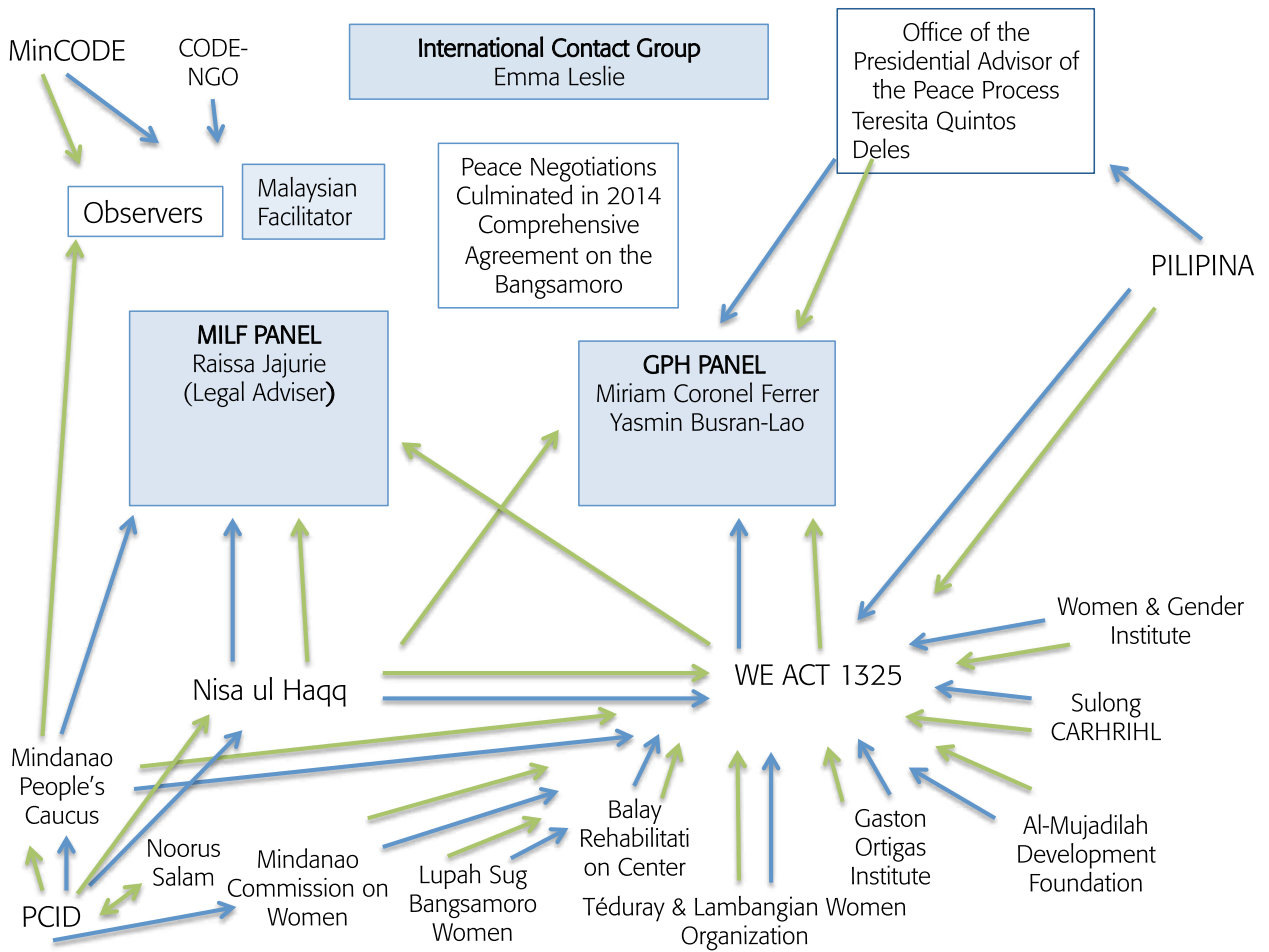 MinCODE
CODE-
NGO
International Contact Group
Emma Leslie
Office of the
Presidential Advisor of
the Peace Process
Teresita Quintos
Deles
Observers
Malaysian
Facilitator
Peace Negotiations
Culminated in 2014
Comprehensive
Agreement on the
Bangsamoro
PILIPINA
MILF PANEL
Raissa Jajurie
(Legal Adviser)
GPH PANEL
Miriam Coronel Ferrer
Yasmin Busran-Lao
Nisa ul Haqq
WE ACT 1325
Women & Gender
Institute
Sulong
CARHRIHL
Mindanao
People's
Caucus
Noorus
Salam
PCID
Mindanao
Commission on
Women
Lupah Sug
Bangsamoro
Women
Balay
Rehabilitati
on Center
Téduray & Lambangian Women
Organization
Gaston
Ortigas
Institute
Al-Mujadilah
Development
Foundation